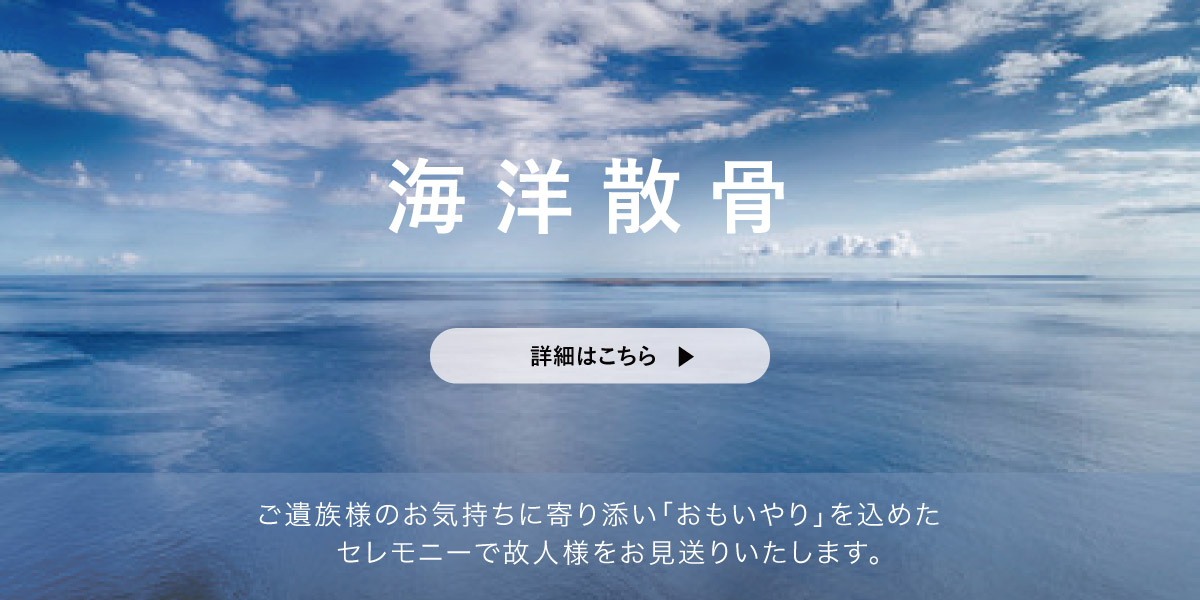 海洋散骨
詳細はこちら ▶
ご遺族様のお気持ちに寄り添い「おもいやり」を込めた
セレモニーで故人様をお見送りいたします。